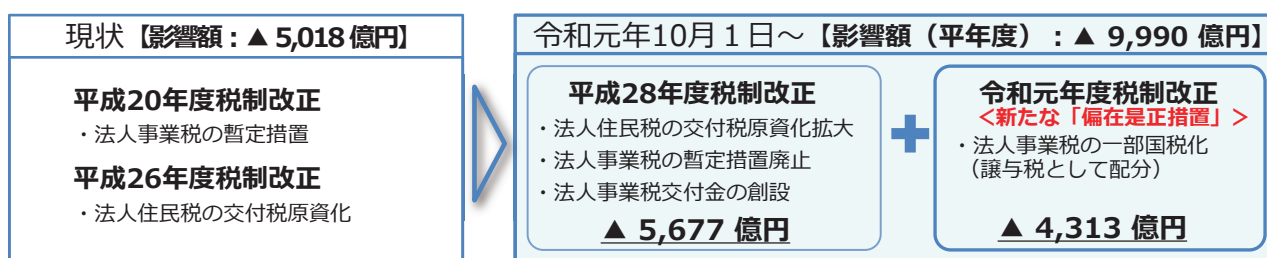 現状【影響額：▲ 5,018 億円】
平成20年度税制改正
・法人事業税の暫定措置
平成26年度税制改正
・法人住民税の交付税原資化
令和元年10月１日～【影響額（平年度）：▲ 9,990 億円】
平成28年度税制改正
・法人住民税の交付税原資化拡大
・法人事業税の暫定措置廃止
・法人事業税交付金の創設
▲ 5,677 億円
令和元年度税制改正
＜新たな「偏在是正措置」＞
・法人事業税の一部国税化
（譲与税として配分）
▲ 4,313 億円